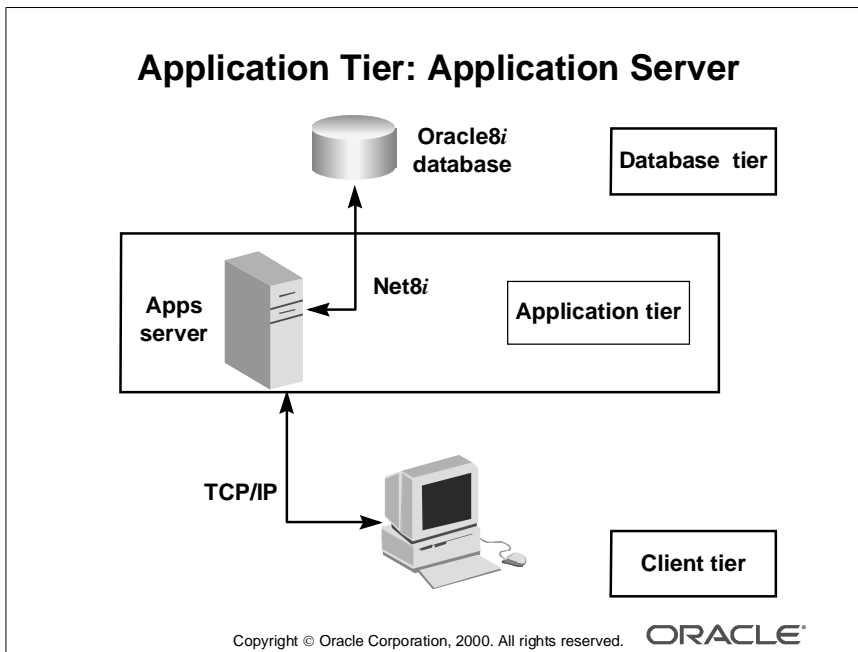 Application Tier: Application Server
Oracle8i
database
Database tier
Net8i
Apps
server
Application tier
TCP/IP
Client tier
Copyright © Oracle Corporation, 2000. All rights reserved.
ORACLE®